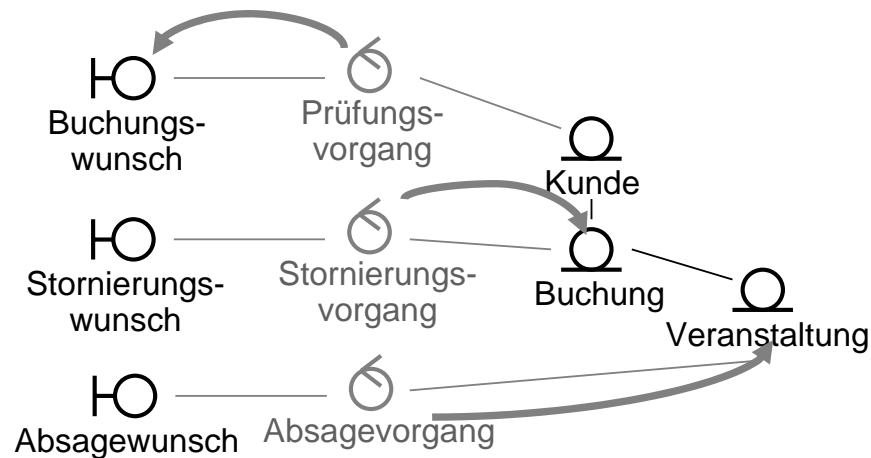 Buchungs-
wunsch
Prüfungs-
vorgang
Kunde
Stornierungs-
wunsch
Stornierungs-
vorgang
Buchung
Veranstaltung
Absagewunsch
Absagevorgang